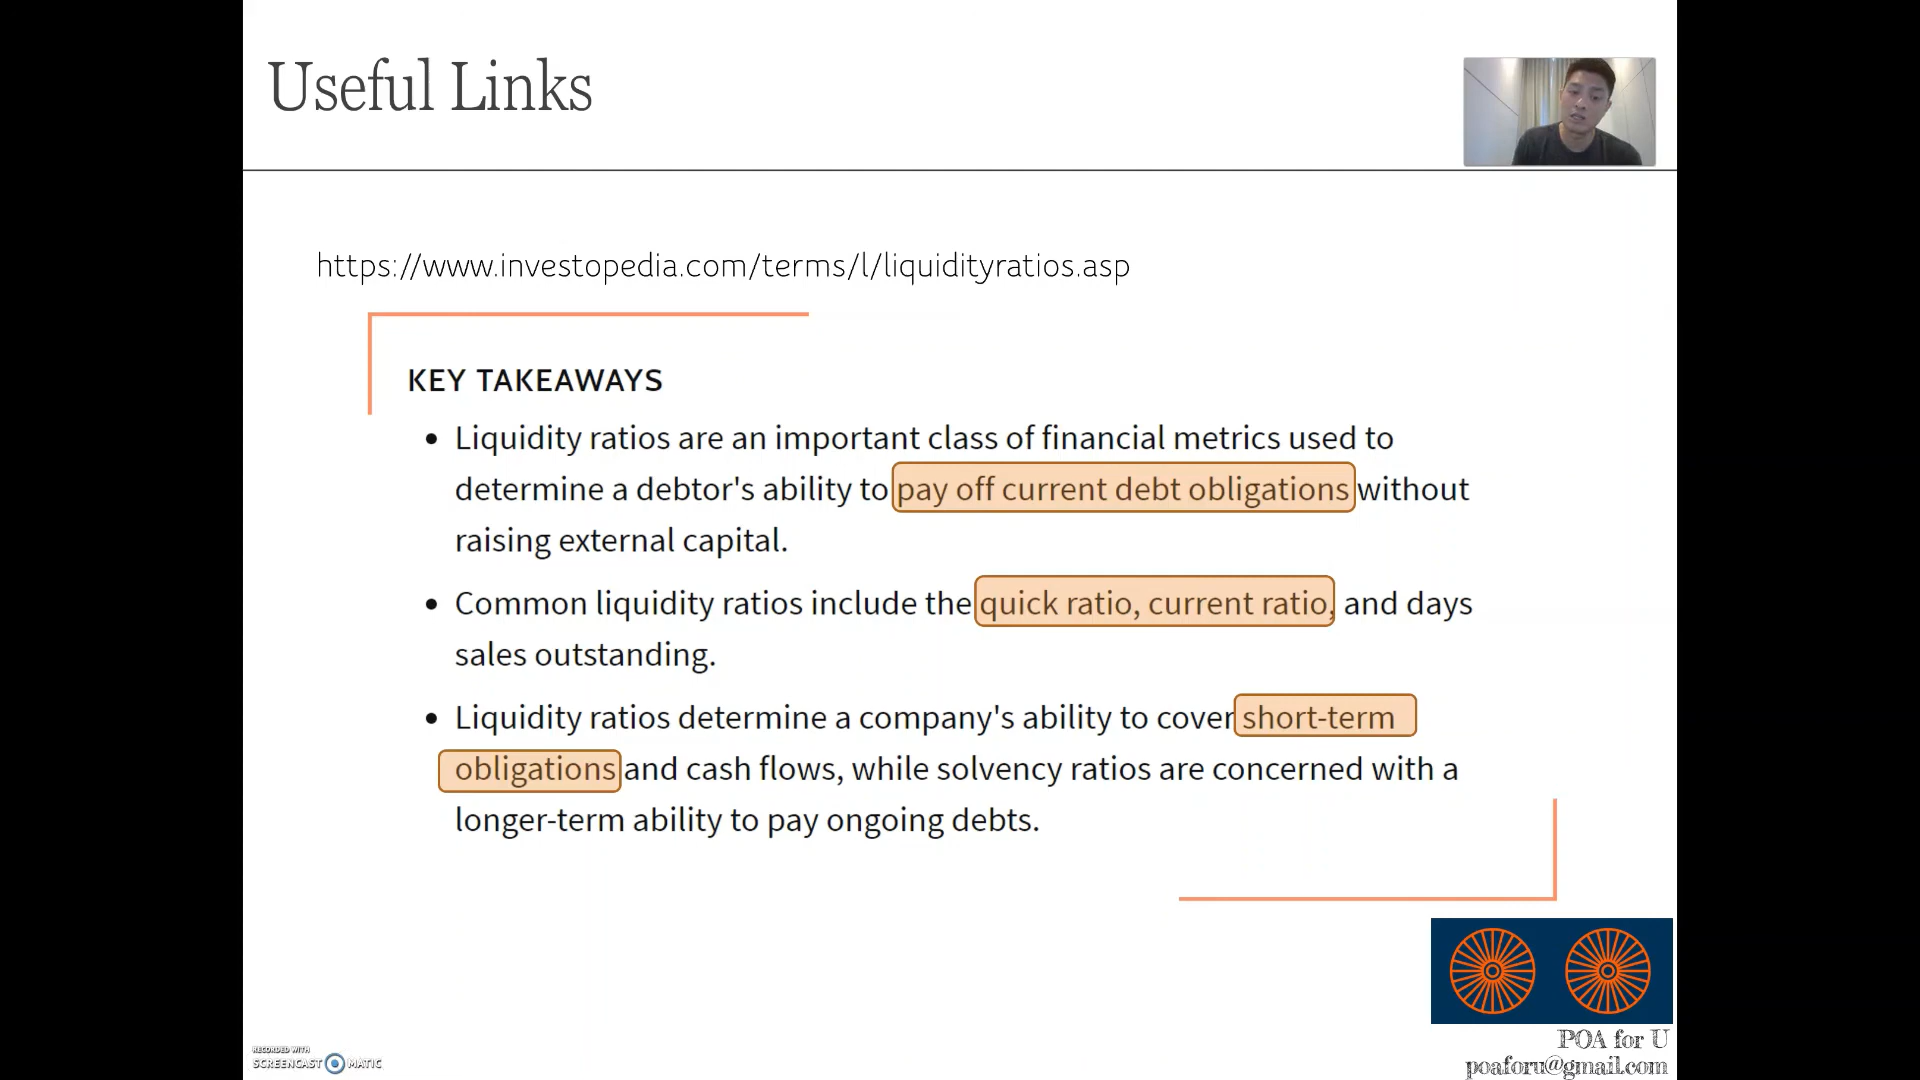 Useful Links
https://www.investopedia.com/terms/l/liquidityratios.asp
KEY TAKEAWAYS
• Liquidity ratios are an important class of financial metrics used to
determine a debtor's ability to pay off current debt obligations without
raising external capital.
• Common liquidity ratios include the quick ratio, current ratio, and days
sales outstanding.
• Liquidity ratios determine a company's ability to cover short-term
obligations and cash flows, while solvency ratios are concerned with a
longer-term ability to pay ongoing debts.
POA for U
poaforu@gmail.com
RECORDED WITH
SCREENCAST MATIC